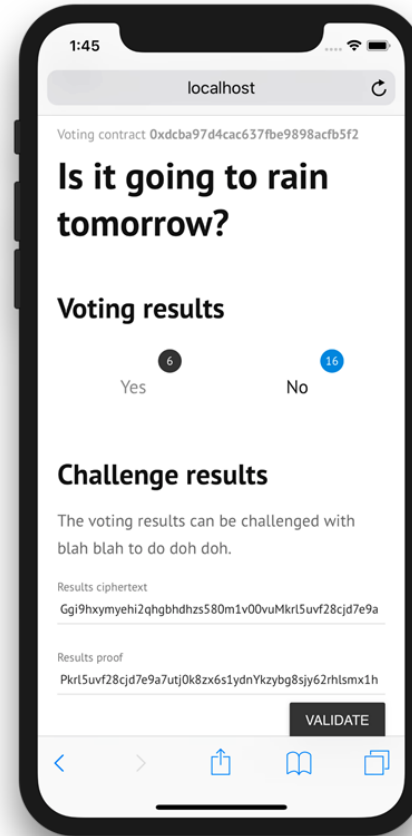 1:45
localhost
Voting contract 0xdcba97d4cac637fbe9898acfb5f2
Is it going to rain
tomorrow?
Voting results
6
16
Yes
No
Challenge results
The voting results can be challenged with
blah blah to do doh doh.
Results ciphertext
Ggi9hxymyehi2qhgbhdhzs580m1v00vuMkrl5uvf28cjd7e9a
Results proof
Pkrl5uvf28cjd7e9a7utj0k8zx6s1ydnYkzybg8sjy62rhlsmx1h
VALIDATE